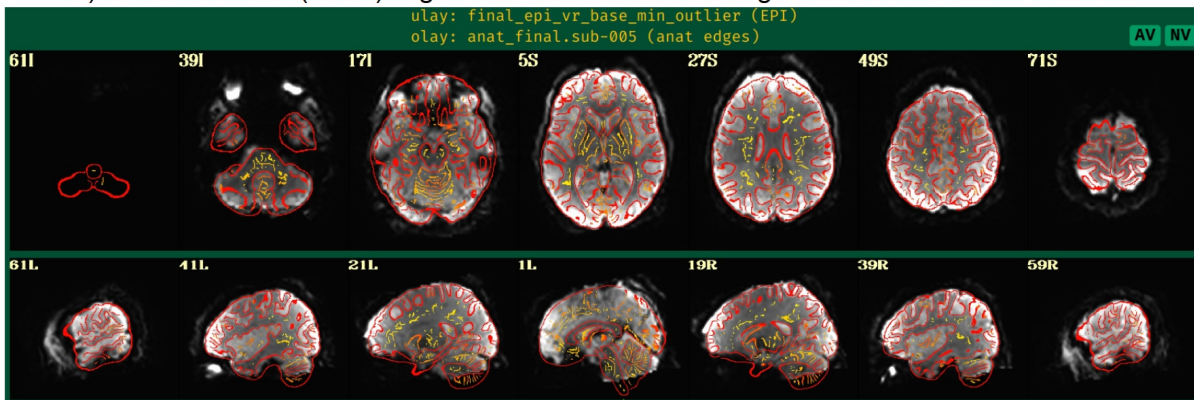 ulay: final_epi_vr_base_min_outlier (EPI)
olay: anat_final.sub-005 (anat edges)
AV NV
61I 39I 17I 5S 27S 49S 71S
61L 41L 21L 1L 19R 39R 59R